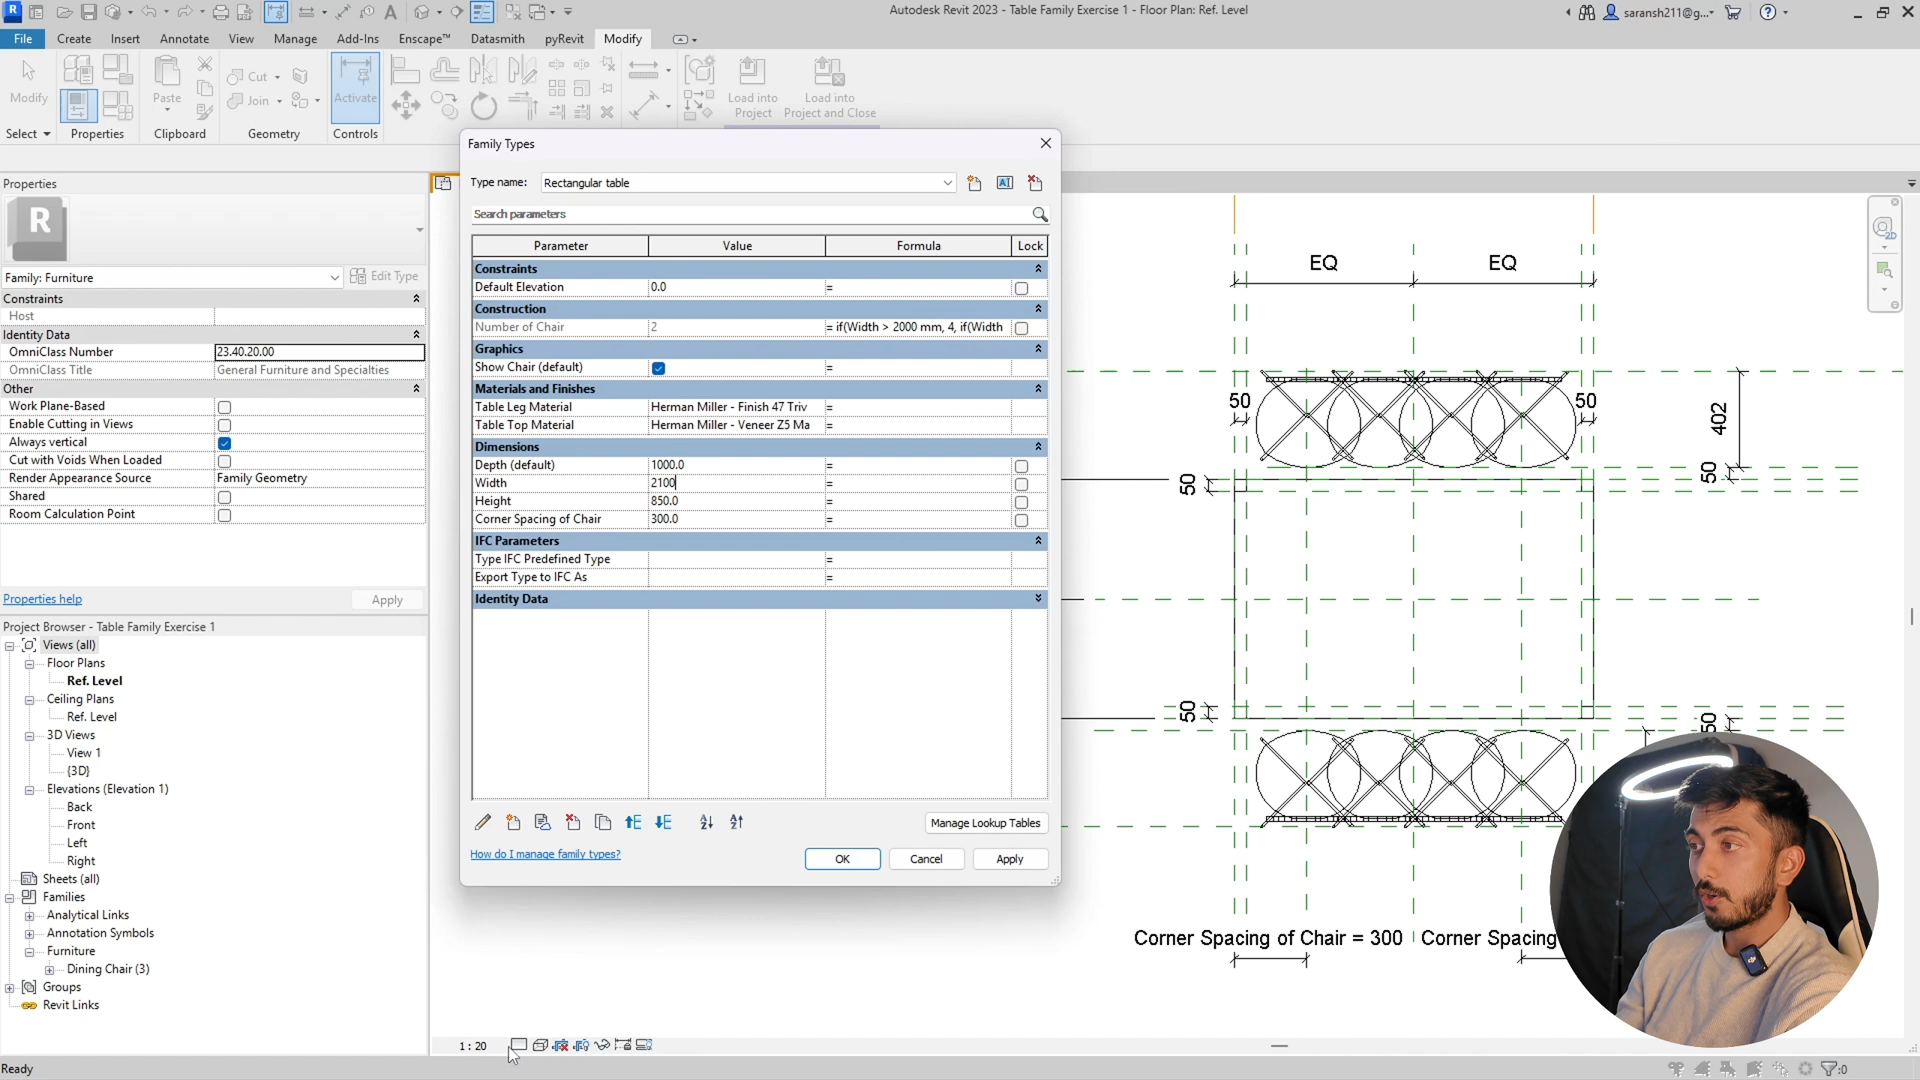 Autodesk Revit 2023 - Table Family Exercise 1 - Floor Plan: Ref. Level
saransh211@g...
File Create Insert Annotate View Manage Add-Ins Enscape™ Datasmith pyRevit Modify
Modify
Paste
Cut
Join
Activate
Load into Project
Load into Project and Close
Select Properties Clipboard Geometry Controls
Properties
R
Family: Furniture
Edit Type
Constraints
Host
Identity Data
OmniClass Number 23.40.20.00
OmniClass Title General Furniture and Specialties
Other
Work Plane-Based
Enable Cutting in Views
Always vertical
Cut with Voids When Loaded
Render Appearance Source Family Geometry
Shared
Room Calculation Point
Properties help
Apply
Project Browser - Table Family Exercise 1
Views (all)
Floor Plans
Ref. Level
Ceiling Plans
Ref. Level
3D Views
View 1
{3D}
Elevations (Elevation 1)
Back
Front
Left
Right
Sheets (all)
Families
Analytical Links
Annotation Symbols
Furniture
Dining Chair (3)
Groups
Revit Links
Ready
Family Types
Type name: Rectangular table
Search parameters
Parameter Value Formula Lock
Constraints
Default Elevation 0.0 =
Construction
Number of Chair 2 = if(Width > 2000 mm, 4, if(Width
Graphics
Show Chair (default) =
Materials and Finishes
Table Leg Material Herman Miller - Finish 47 Triv =
Table Top Material Herman Miller - Veneer Z5 Ma =
Dimensions
Depth (default) 1000.0 =
Width 2100 =
Height 850.0 =
Corner Spacing of Chair 300.0 =
IFC Parameters
Type IFC Predefined Type =
Export Type to IFC As =
Identity Data
Manage Lookup Tables
How do I manage family types?
OK Cancel Apply
EQ EQ
50 50
402
50
50
50
50
Corner Spacing of Chair = 300 Corner Spacing
2D
1 : 20
:0